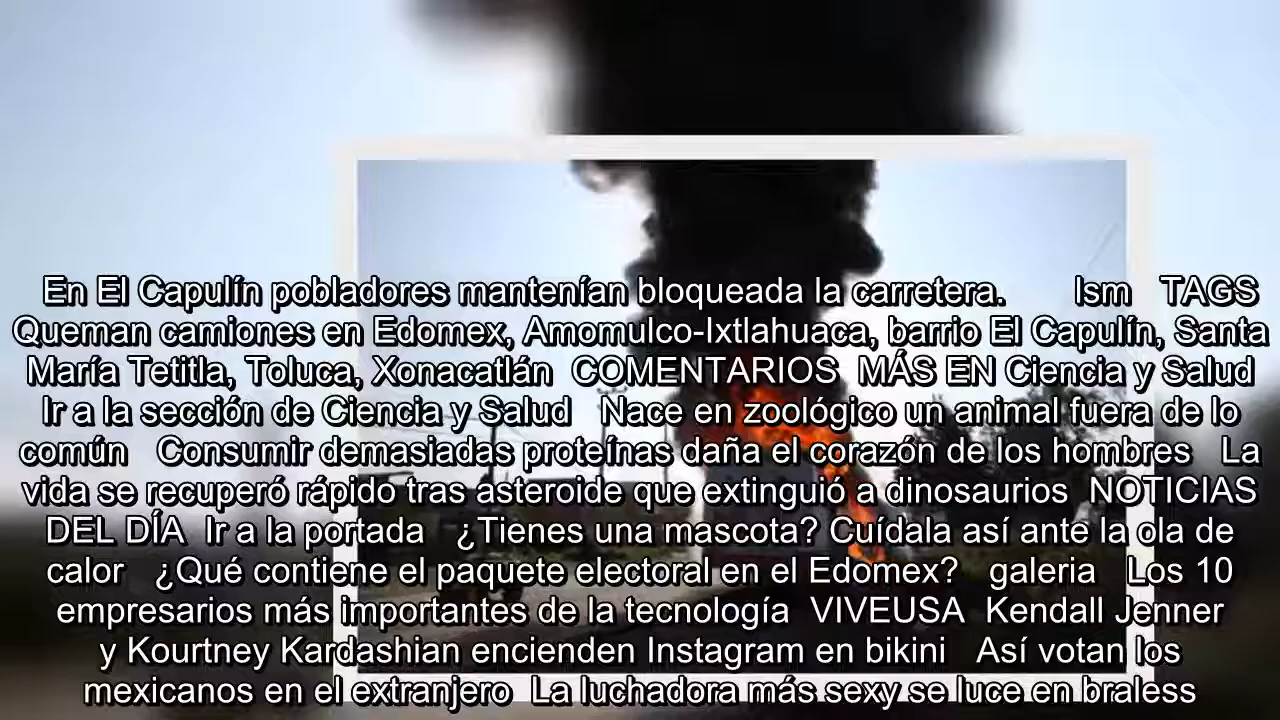 En El Capulín pobladores mantenían bloqueada la carretera. lsm TAGS
Queman camiones en Edomex, Amomulco-Ixtlahuaca, barrio El Capulín, Santa
María Tetitla, Toluca, Xonacatlán COMENTARIOS MÁS EN Ciencia y Salud
Ir a la sección de Ciencia y Salud Nace en zoológico un animal fuera de lo
común Consumir demasiadas proteínas daña el corazón de los hombres La
vida se recuperó rápido tras asteroide que extinguió a dinosaurios NOTICIAS
DEL DÍA Ir a la portada ¿Tienes una mascota? Cuídala así ante la ola de
calor ¿Qué contiene el paquete electoral en el Edomex? galeria Los 10
empresarios más importantes de la tecnología VIVEUSA Kendall Jenner
y Kourtney Kardashian encienden Instagram en bikini Así votan los
mexicanos en el extranjero La luchadora más sexy se luce en braless